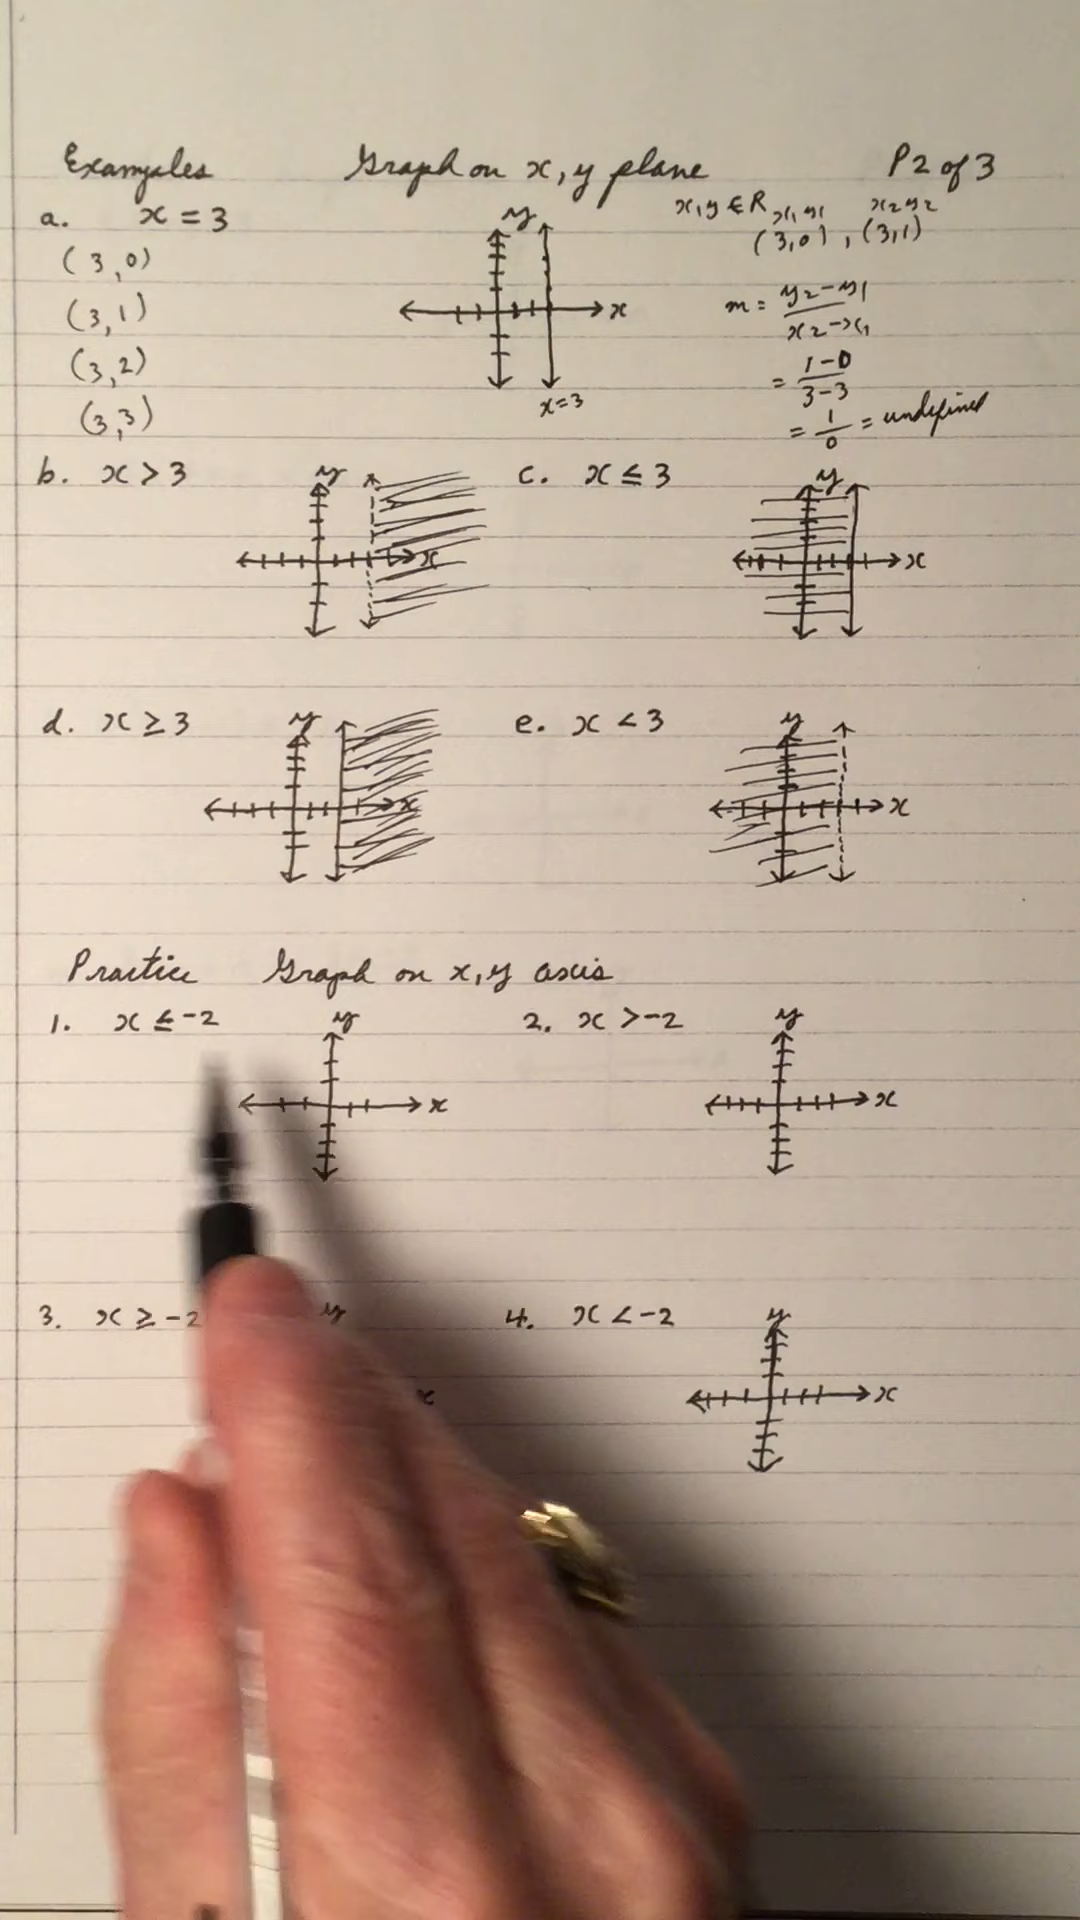 Examples Graph on x, y plane P2 of 3
a. x = 3 y x, y ∈ R x₁ y₁ x₂ y₂
(3,0) (3,0), (3,1)
(3,1) x m = y₂-y₁ / x₂-x₁
(3,2) = 1-0 / 3-3
(3,3) x=3 = 1/0 = undefined
b. x > 3 y x c. x ≤ 3 y x
d. x ≥ 3 y x e. x < 3 y x
Practice Graph on x, y axis
1. x ≤ -2 y x 2. x > -2 y x
3. x ≥ -2 y x 4. x < -2 y x